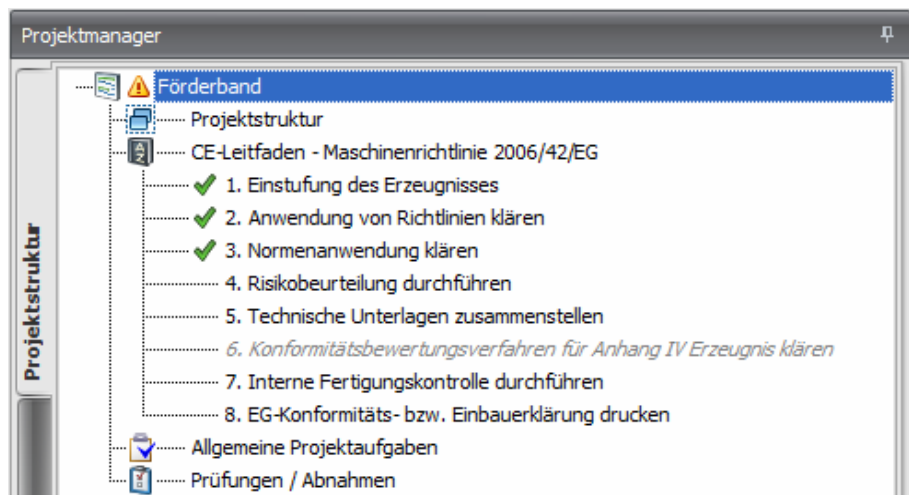 Projektmanager
Projektstruktur
Förderband
Projektstruktur
CE-Leitfaden - Maschinenrichtlinie 2006/42/EG
1. Einstufung des Erzeugnisses
2. Anwendung von Richtlinien klären
3. Normenanwendung klären
4. Risikobeurteilung durchführen
5. Technische Unterlagen zusammenstellen
6. Konformitätsbewertungsverfahren für Anhang IV Erzeugnis klären
7. Interne Fertigungskontrolle durchführen
8. EG-Konformitäts- bzw. Einbauerklärung drucken
Allgemeine Projektaufgaben
Prüfungen / Abnahmen